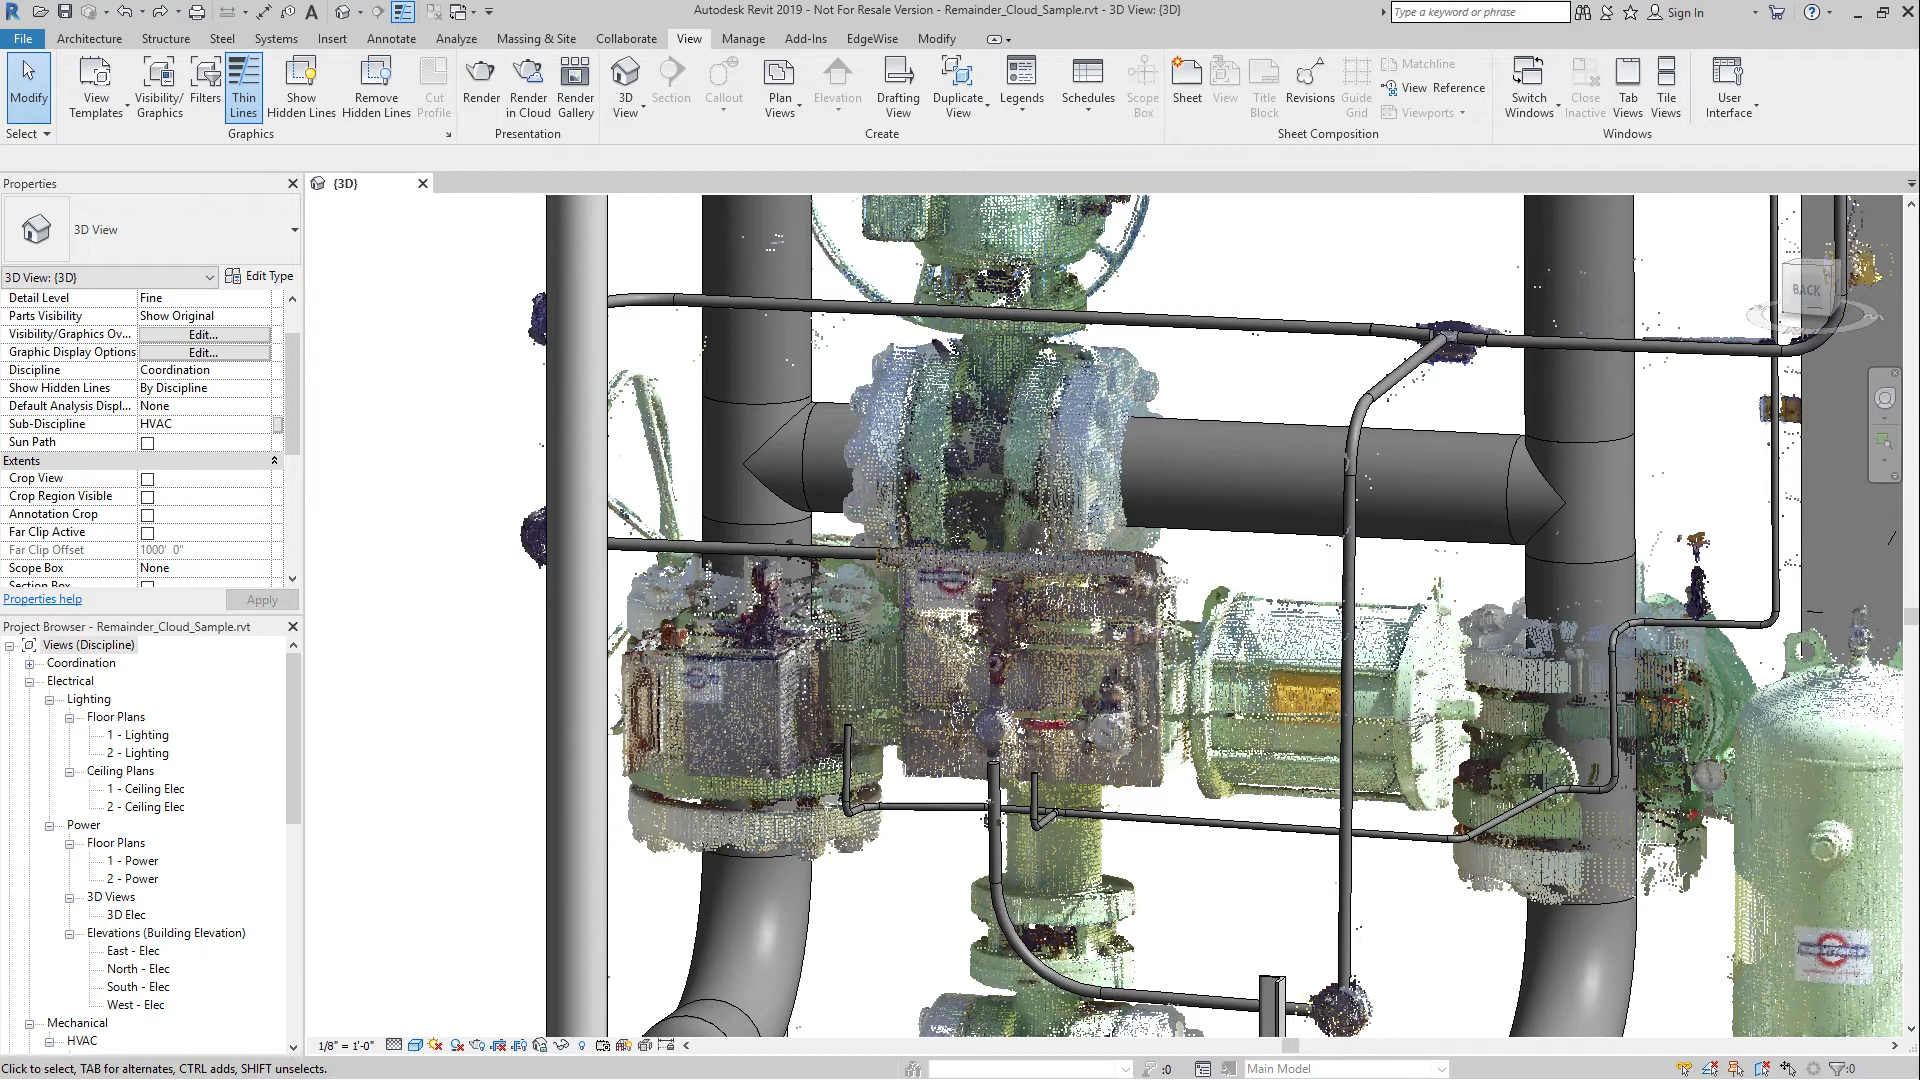 Autodesk Revit 2019 - Not For Resale Version - Remainder_Cloud_Sample.rvt - 3D View: {3D}
Type a keyword or phrase
Sign In
File Architecture Structure Steel Systems Insert Annotate Analyze Massing & Site Collaborate View Manage Add-Ins EdgeWise Modify
Modify
View Templates
Visibility/ Graphics
Filters
Thin Lines
Show Hidden Lines
Remove Hidden Lines
Cut Profile
Render
Render in Cloud
Render Gallery
3D View
Section
Callout
Plan Views
Elevation
Drafting View
Duplicate View
Legends
Schedules
Scope Box
Sheet
View
Title Block
Revisions
Guide Grid
Matchline
View Reference
Viewports
Switch Windows
Close Inactive
Tab Views
Tile Views
User Interface
Select Graphics Presentation Create Sheet Composition Windows
Properties
{3D}
3D View
3D View: {3D} Edit Type
Detail Level Fine
Parts Visibility Show Original
Visibility/Graphics Ov... Edit...
Graphic Display Options Edit...
Discipline Coordination
Show Hidden Lines By Discipline
Default Analysis Displ... None
Sub-Discipline HVAC
Sun Path
Extents
Crop View
Crop Region Visible
Annotation Crop
Far Clip Active
Far Clip Offset 1000' 0"
Scope Box None
Section Box
Properties help Apply
Project Browser - Remainder_Cloud_Sample.rvt
Views (Discipline)
Coordination
Electrical
Lighting
Floor Plans
1 - Lighting
2 - Lighting
Ceiling Plans
1 - Ceiling Elec
2 - Ceiling Elec
Power
Floor Plans
1 - Power
2 - Power
3D Views
3D Elec
Elevations (Building Elevation)
East - Elec
North - Elec
South - Elec
West - Elec
Mechanical
HVAC
BACK
1/8" = 1'-0"
Click to select, TAB for alternates, CTRL adds, SHIFT unselects.
:0
Main Model
:0